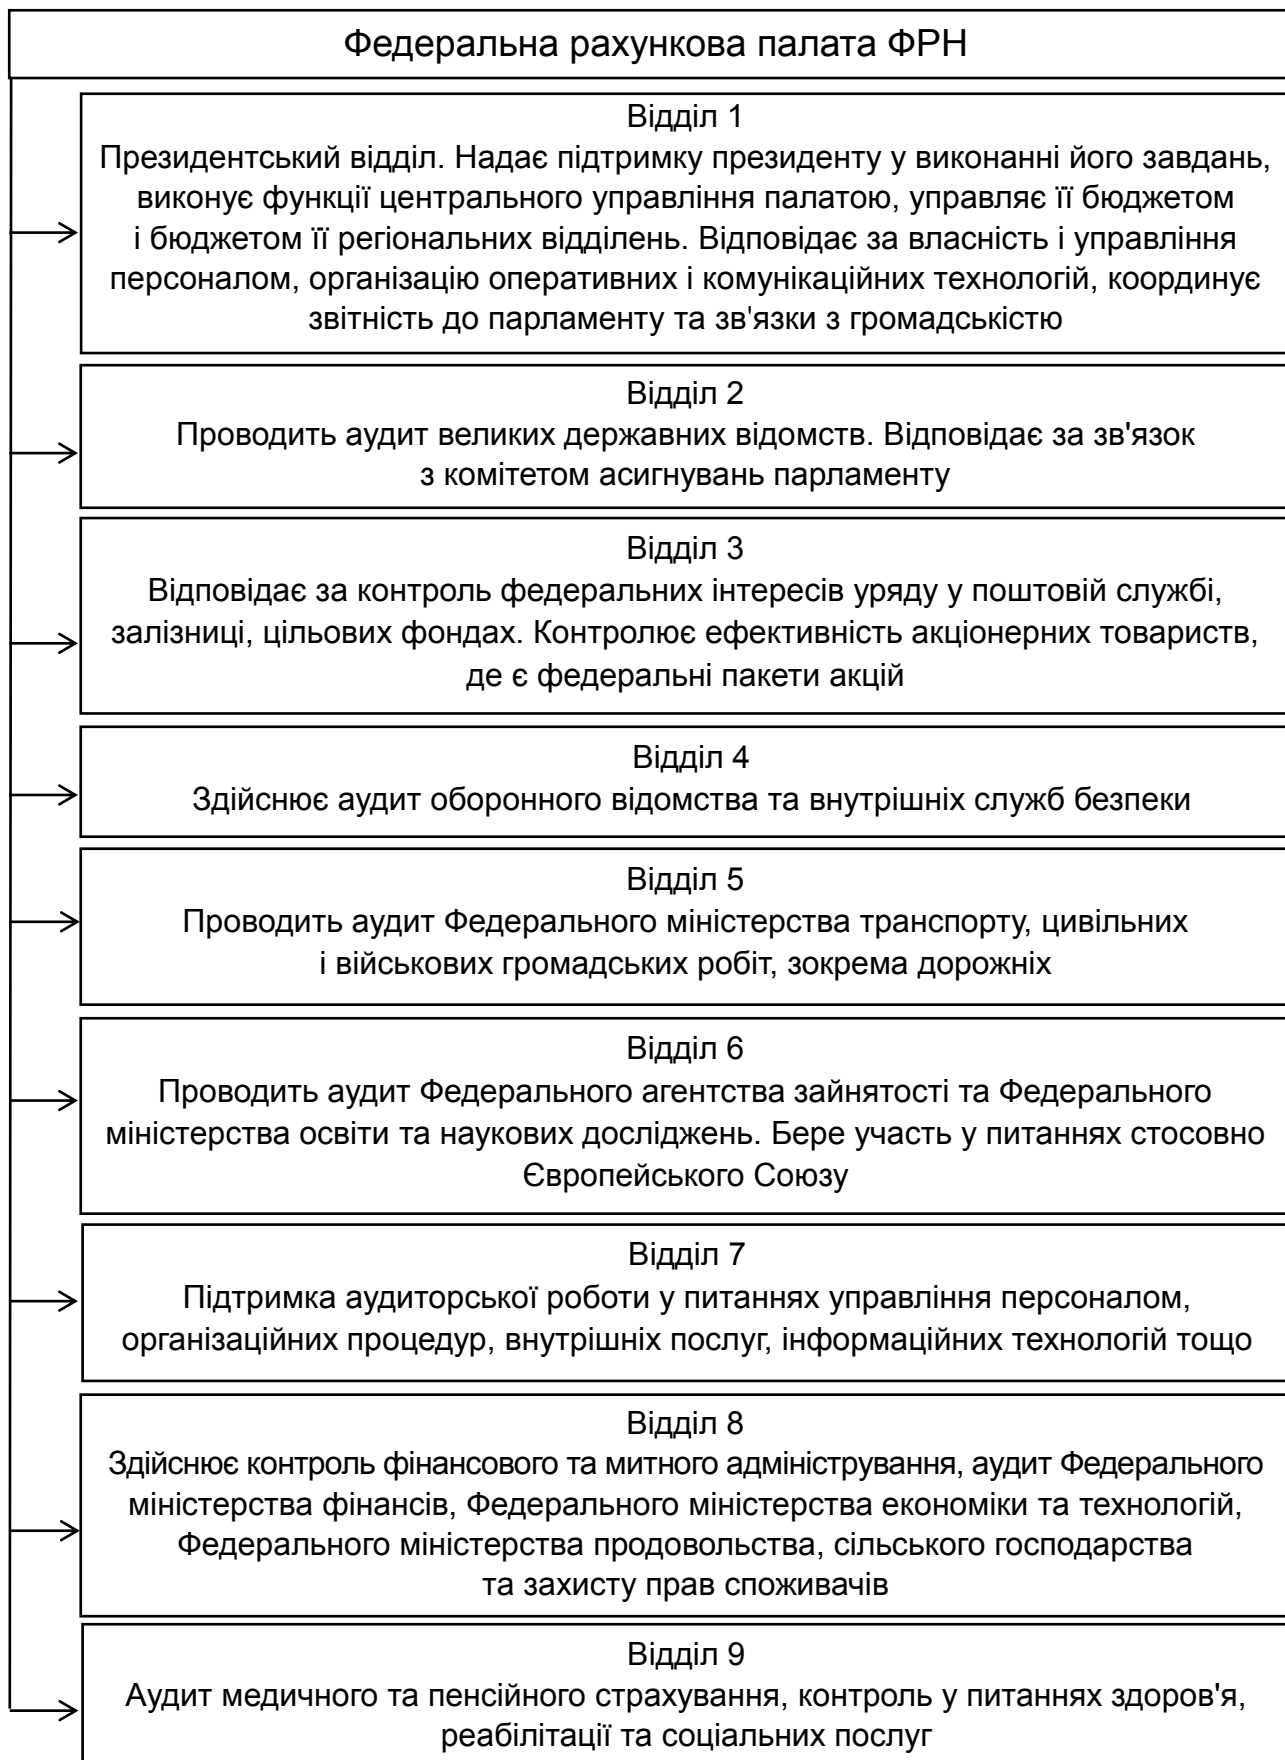 Федеральна рахункова палата ФРН
Відділ 1
Президентський відділ. Надає підтримку президенту у виконанні його завдань,
виконує функції центрального управління палатою, управляє її бюджетом
і бюджетом її регіональних відділень. Відповідає за власність і управління
персоналом, організацію оперативних і комунікаційних технологій, координує
звітність до парламенту та зв'язки з громадськістю
Відділ 2
Проводить аудит великих державних відомств. Відповідає за зв'язок
з комітетом асигнувань парламенту
Відділ 3
Відповідає за контроль федеральних інтересів уряду у поштовій службі,
залізниці, цільових фондах. Контролює ефективність акціонерних товариств,
де є федеральні пакети акцій
Відділ 4
Здійснює аудит оборонного відомства та внутрішніх служб безпеки
Відділ 5
Проводить аудит Федерального міністерства транспорту, цивільних
і військових громадських робіт, зокрема дорожніх
Відділ 6
Проводить аудит Федерального агентства зайнятості та Федерального
міністерства освіти та наукових досліджень. Бере участь у питаннях стосовно
Європейського Союзу
Відділ 7
Підтримка аудиторської роботи у питаннях управління персоналом,
організаційних процедур, внутрішніх послуг, інформаційних технологій тощо
Відділ 8
Здійснює контроль фінансового та митного адміністрування, аудит Федерального
міністерства фінансів, Федерального міністерства економіки та технологій,
Федерального міністерства продовольства, сільського господарства
та захисту прав споживачів
Відділ 9
Аудит медичного та пенсійного страхування, контроль у питаннях здоров'я,
реабілітації та соціальних послуг